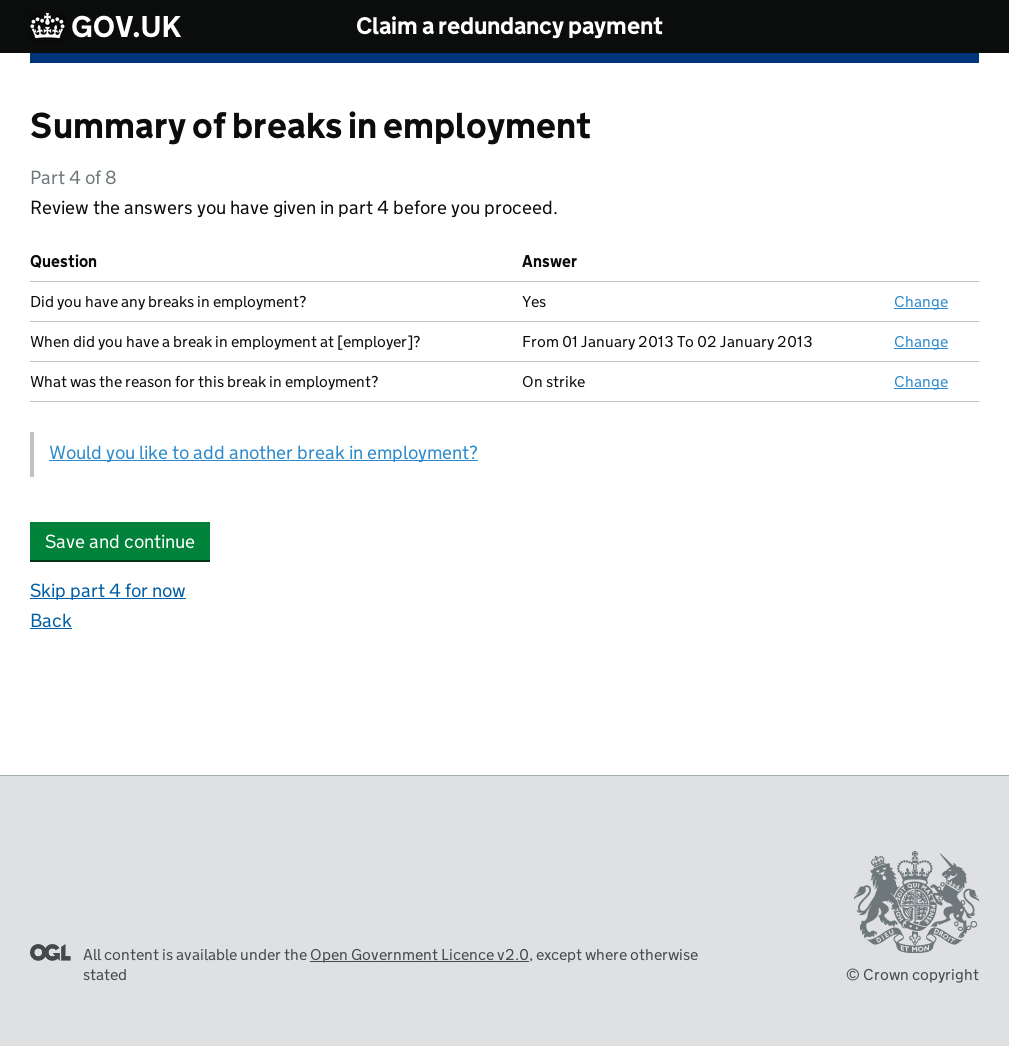 GOV.UK Claim a redundancy payment
Summary of breaks in employment
Part 4 of 8
Review the answers you have given in part 4 before you proceed.
Question Answer
Did you have any breaks in employment? Yes Change
When did you have a break in employment at [employer]? From 01 January 2013 To 02 January 2013 Change
What was the reason for this break in employment? On strike Change
Would you like to add another break in employment?
Save and continue
Skip part 4 for now
Back
OGL All content is available under the Open Government Licence v2.0, except where otherwise
stated
DIEU ET MON DROIT
© Crown copyright